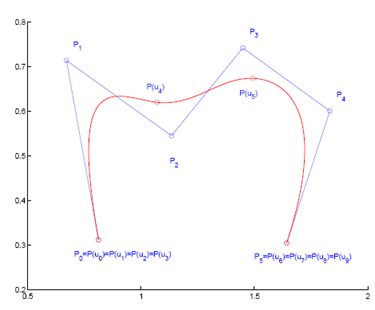 0.8
0.7
0.6
0.5
0.4
0.3
0.2
0.5
1
1.5
2
P₁
P₃
P(u₄)
P(u₅)
P₄
P₂
P₀=P(u₀)=P(u₁)=P(u₂)=P(u₃)
P₅=P(u₆)=P(u₇)=P(u₈)=P(u₉)